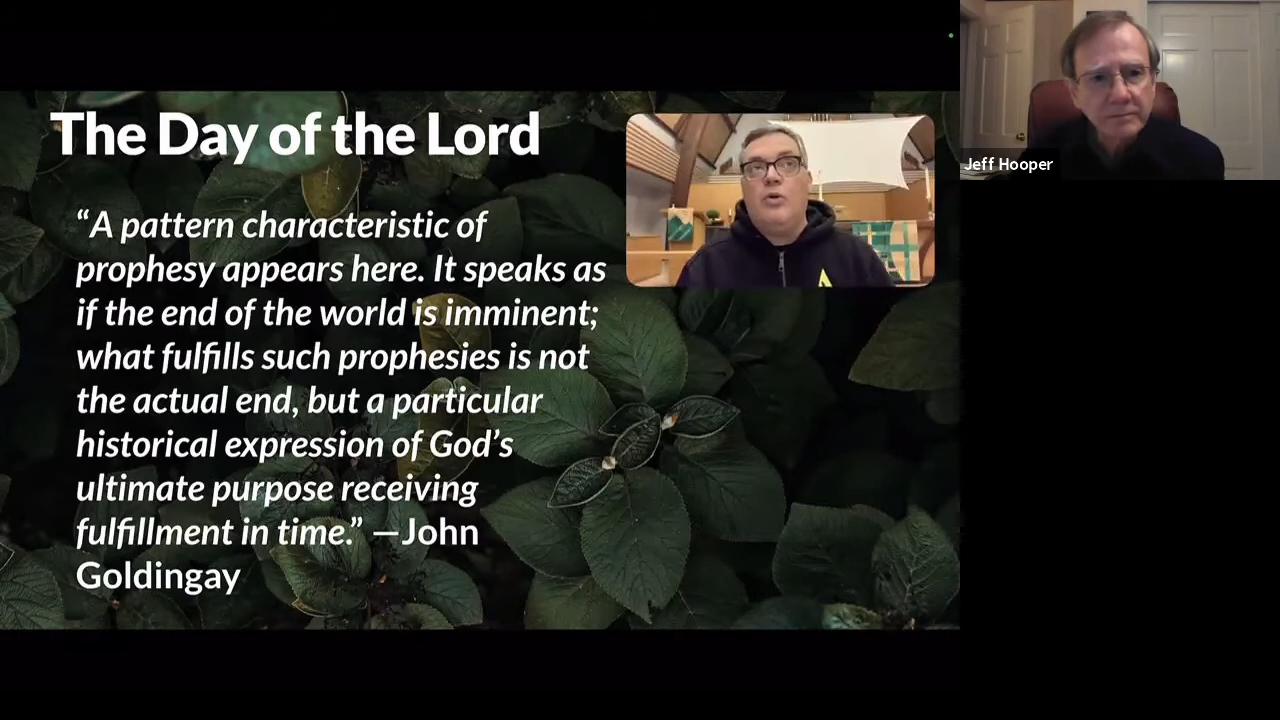 The Day of the Lord
“A pattern characteristic of
prophesy appears here. It speaks as
if the end of the world is imminent;
what fulfills such prophesies is not
the actual end, but a particular
historical expression of God’s
ultimate purpose receiving
fulfillment in time.” —John
Goldingay
Jeff Hooper